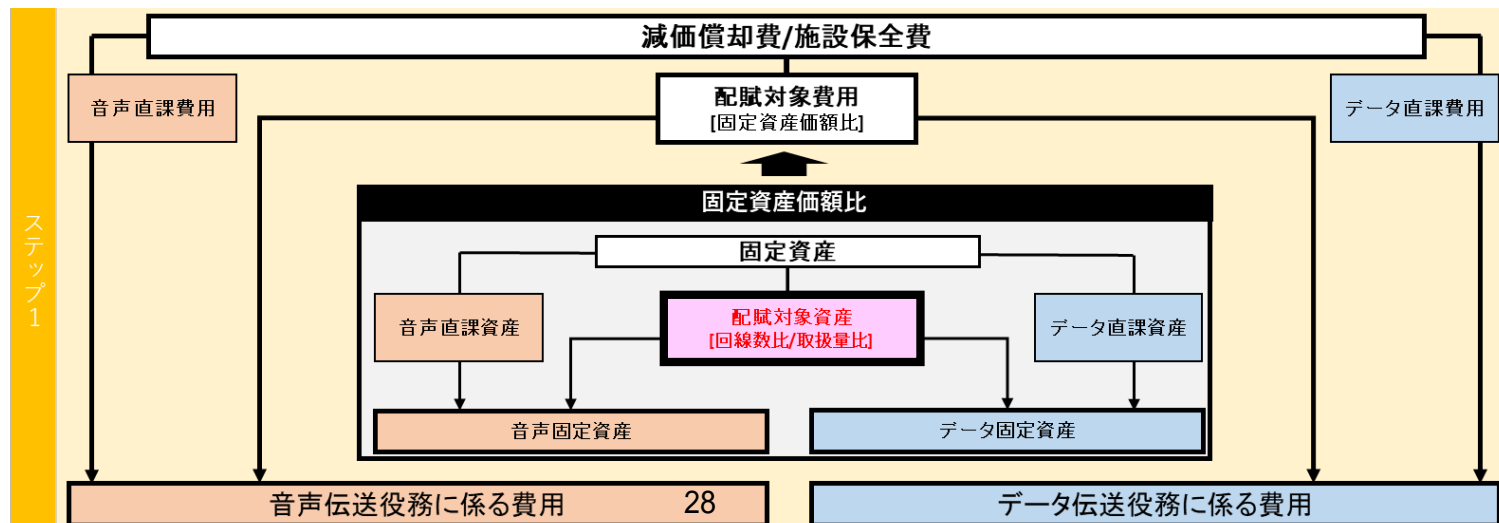 減価償却費/施設保全費
音声直課費用
配賦対象費用
[固定資産価額比]
データ直課費用
固定資産価額比
固定資産
音声直課資産
配賦対象資産
[回線数比/取扱量比]
データ直課資産
音声固定資産
データ固定資産
ステップ1
音声伝送役務に係る費用
28
データ伝送役務に係る費用